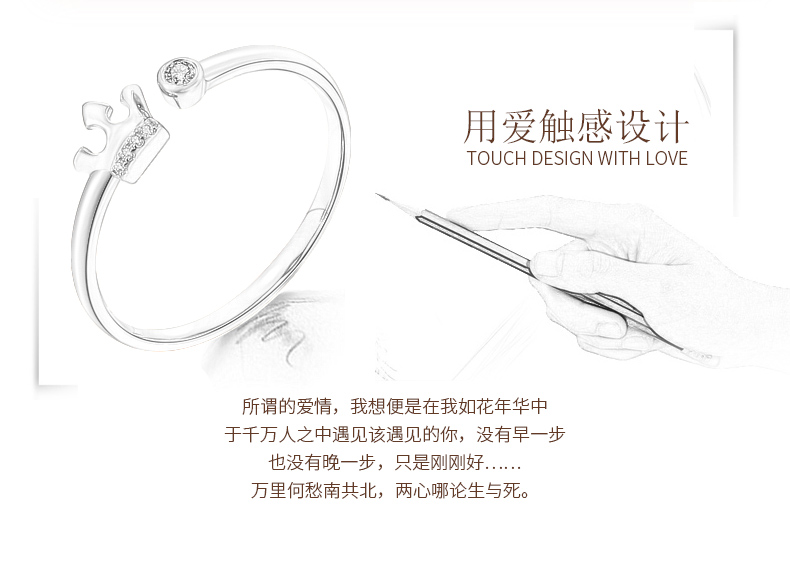 用爱触感设计
TOUCH DESIGN WITH LOVE
所谓的爱情，我想便是在我如花年华中
于千万人之中遇见该遇见的你，没有早一步
也没有晚一步，只是刚刚好……
万里何愁南共北，两心哪论生与死。